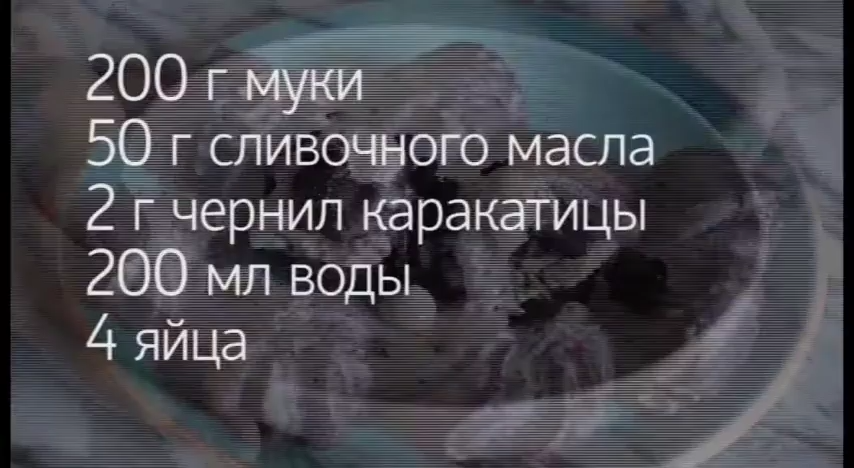 200 г муки
50 г сливочного масла
2 г чернил каракатицы
200 мл воды
4 яйца